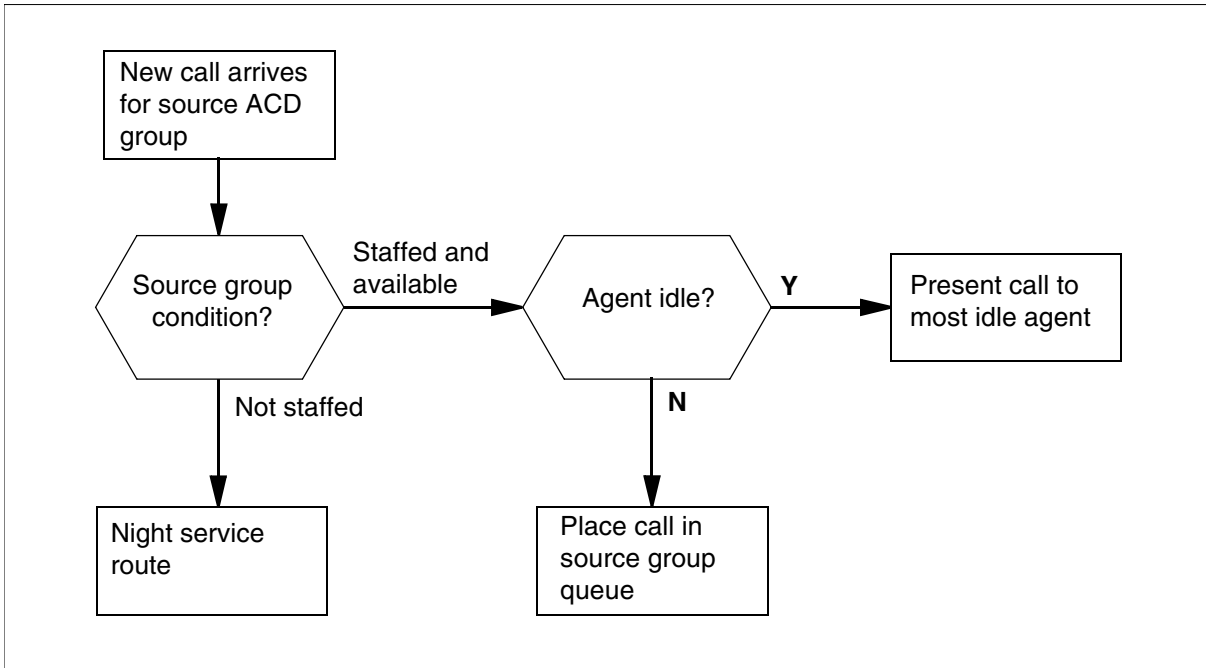 New call arrives
for source ACD
group
Source group
condition?
Staffed and
available
Agent idle?
Y
Present call to
most idle agent
Not staffed
N
Night service
route
Place call in
source group
queue